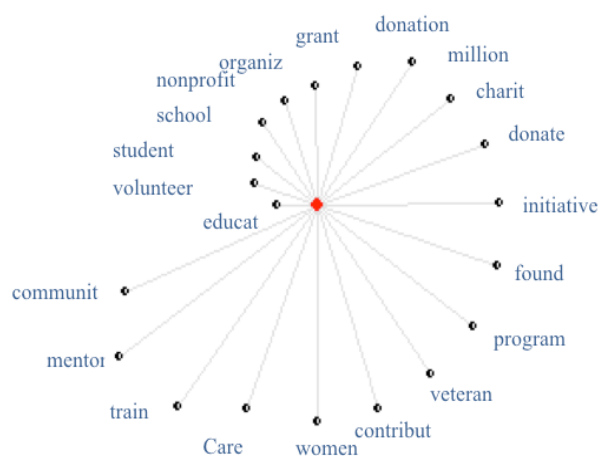 grant
donation
organiz
million
nonprofit
charit
school
donate
student
volunteer
educat
initiative
found
communit
program
mentor
veteran
train
contribut
Care
women